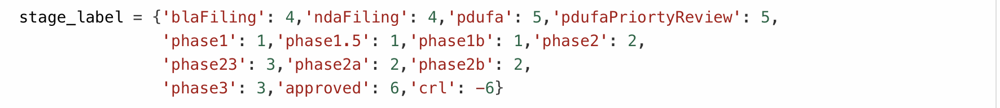 stage_label = {'blaFiling': 4,'ndaFiling': 4,'pdufa': 5,'pdufaPriortyReview': 5,
'phase1': 1,'phase1.5': 1,'phase1b': 1,'phase2': 2,
'phase23': 3,'phase2a': 2,'phase2b': 2,
'phase3': 3,'approved': 6,'crl': -6}